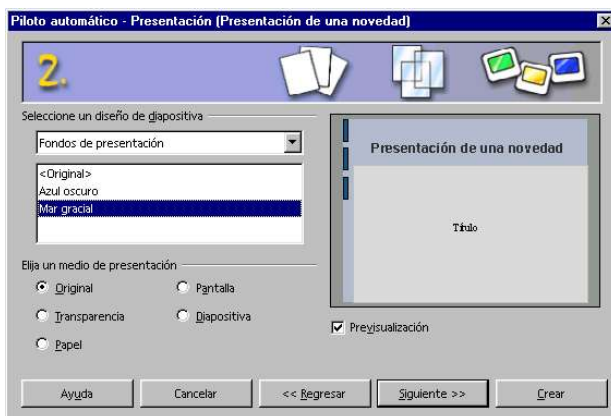 Piloto automático - Presentación (Presentación de una novedad)
2.
Seleccione un diseño de diapositiva
Fondos de presentación
<Original>
Azul oscuro
Mar gracial
Presentación de una novedad
Título
Elija un medio de presentación
Original
Pantalla
Transparencia
Diapositiva
Papel
Previsualización
Ayuda
Cancelar
<< Regresar
Siguiente >>
Crear